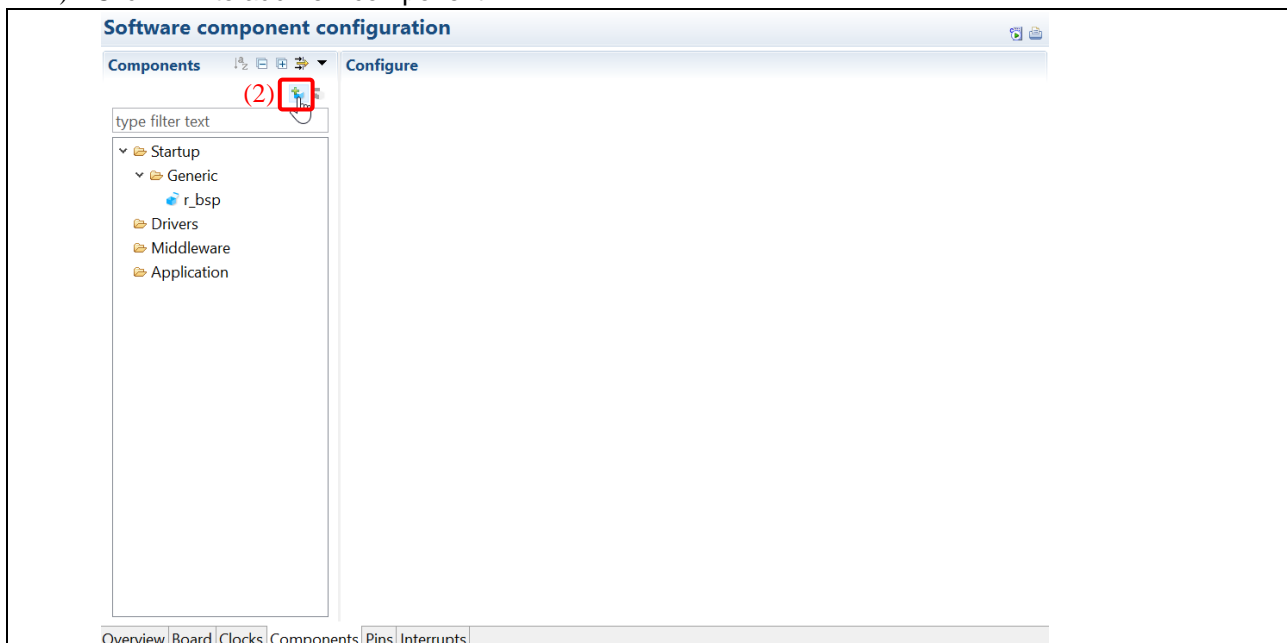 Software component configuration
Components
Configure
(2)
type filter text
Startup
Generic
r_bsp
Drivers
Middleware
Application
Overview Board Clocks Components Pins Interrupts